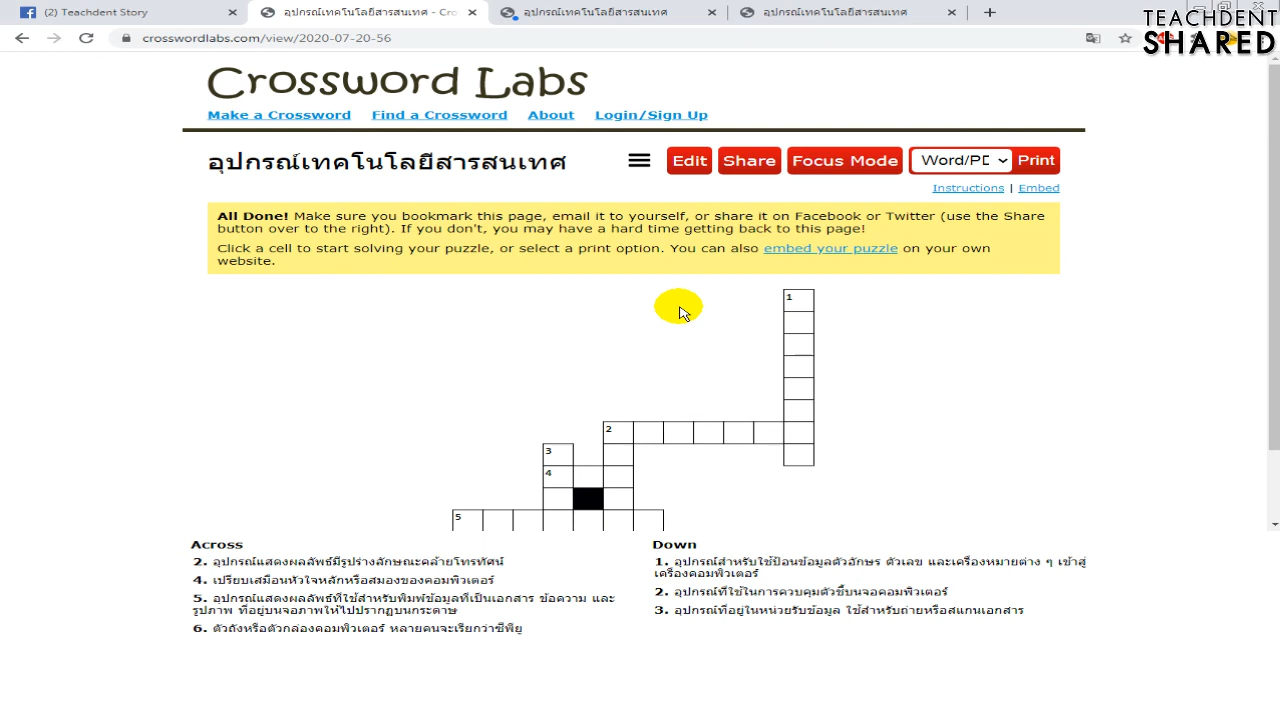 (2) Teachdent Story
อุปกรณ์เทคโนโลยีสารสนเทศ - Cro
อุปกรณ์เทคโนโลยีสารสนเทศ
อุปกรณ์เทคโนโลยีสารสนเทศ
TEACHDENT
SHARED
crosswordlabs.com/view/2020-07-20-56
Crossword Labs
Make a Crossword Find a Crossword About Login/Sign Up
อุปกรณ์เทคโนโลยีสารสนเทศ
Edit Share Focus Mode Word/PD Print
Instructions | Embed
All Done! Make sure you bookmark this page, email it to yourself, or share it on Facebook or Twitter (use the Share
button over to the right). If you don't, you may have a hard time getting back to this page!
Click a cell to start solving your puzzle, or select a print option. You can also embed your puzzle on your own
website.
1
2
3
4
5
Across
2. อุปกรณ์แสดงผลลัพธ์มีรูปร่างลักษณะคล้ายโทรทัศน์
4. เปรียบเสมือนหัวใจหลักหรือสมองของคอมพิวเตอร์
5. อุปกรณ์แสดงผลลัพธ์ที่ใช้สำหรับพิมพ์ข้อมูลที่เป็นเอกสาร ข้อความ และ
รูปภาพ ที่อยู่บนจอภาพให้ไปปรากฏบนกระดาษ
6. ตัวถังหรือตัวกล่องคอมพิวเตอร์ หลายคนจะเรียกว่าซีพียู
Down
1. อุปกรณ์สำหรับใช้ป้อนข้อมูลตัวอักษร ตัวเลข และเครื่องหมายต่าง ๆ เข้าสู่
เครื่องคอมพิวเตอร์
2. อุปกรณ์ที่ใช้ในการควบคุมตัวชี้บนจอคอมพิวเตอร์
3. อุปกรณ์ที่อยู่ในหน่วยรับข้อมูล ใช้สำหรับถ่ายหรือสแกนเอกสาร